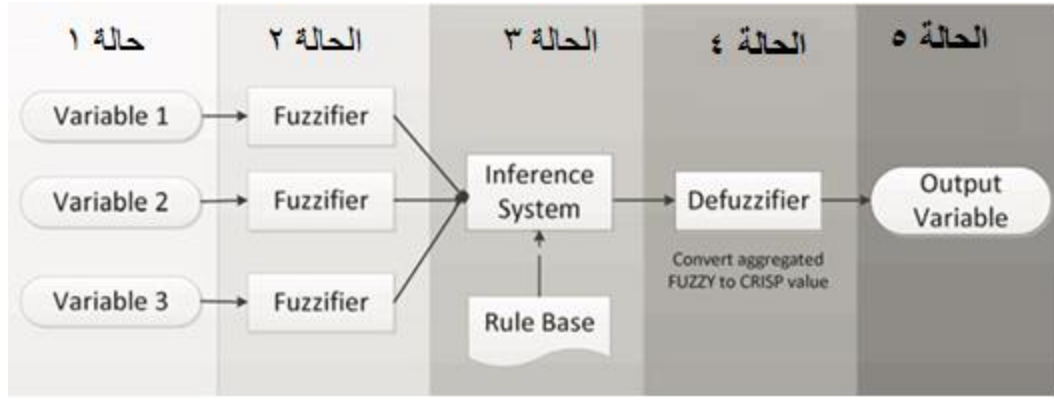 حالة ١
الحالة ٢
الحالة ٣
الحالة ٤
الحالة ٥
Variable 1
Fuzzifier
Variable 2
Fuzzifier
Inference
System
Defuzzifier
Output
Variable
Convert aggregated
FUZZY to CRISP value
Variable 3
Fuzzifier
Rule Base